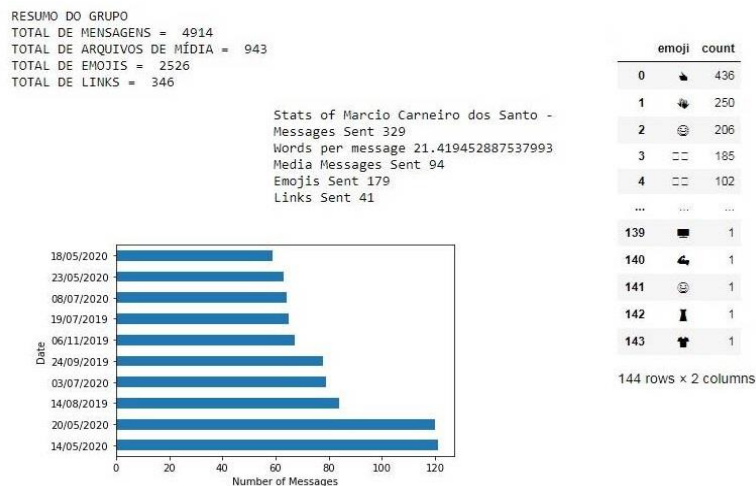 RESUMO DO GRUPO
TOTAL DE MENSAGENS =  4914
TOTAL DE ARQUIVOS DE MÍDIA =  943
TOTAL DE EMOJIS =  2526
TOTAL DE LINKS =  346
Stats of Marcio Carneiro dos Santo -
Messages Sent 329
Words per message 21.419452887537993
Media Messages Sent 94
Emojis Sent 179
Links Sent 41
emoji count
0 436
1 250
2 206
3 185
4 102
... ... ...
139 1
140 1
141 1
142 1
143 1
144 rows × 2 columns
Date
18/05/2020
23/05/2020
08/07/2020
19/07/2019
06/11/2019
24/09/2019
03/07/2020
14/08/2019
20/05/2020
14/05/2020
0 20 40 60 80 100 120
Number of Messages